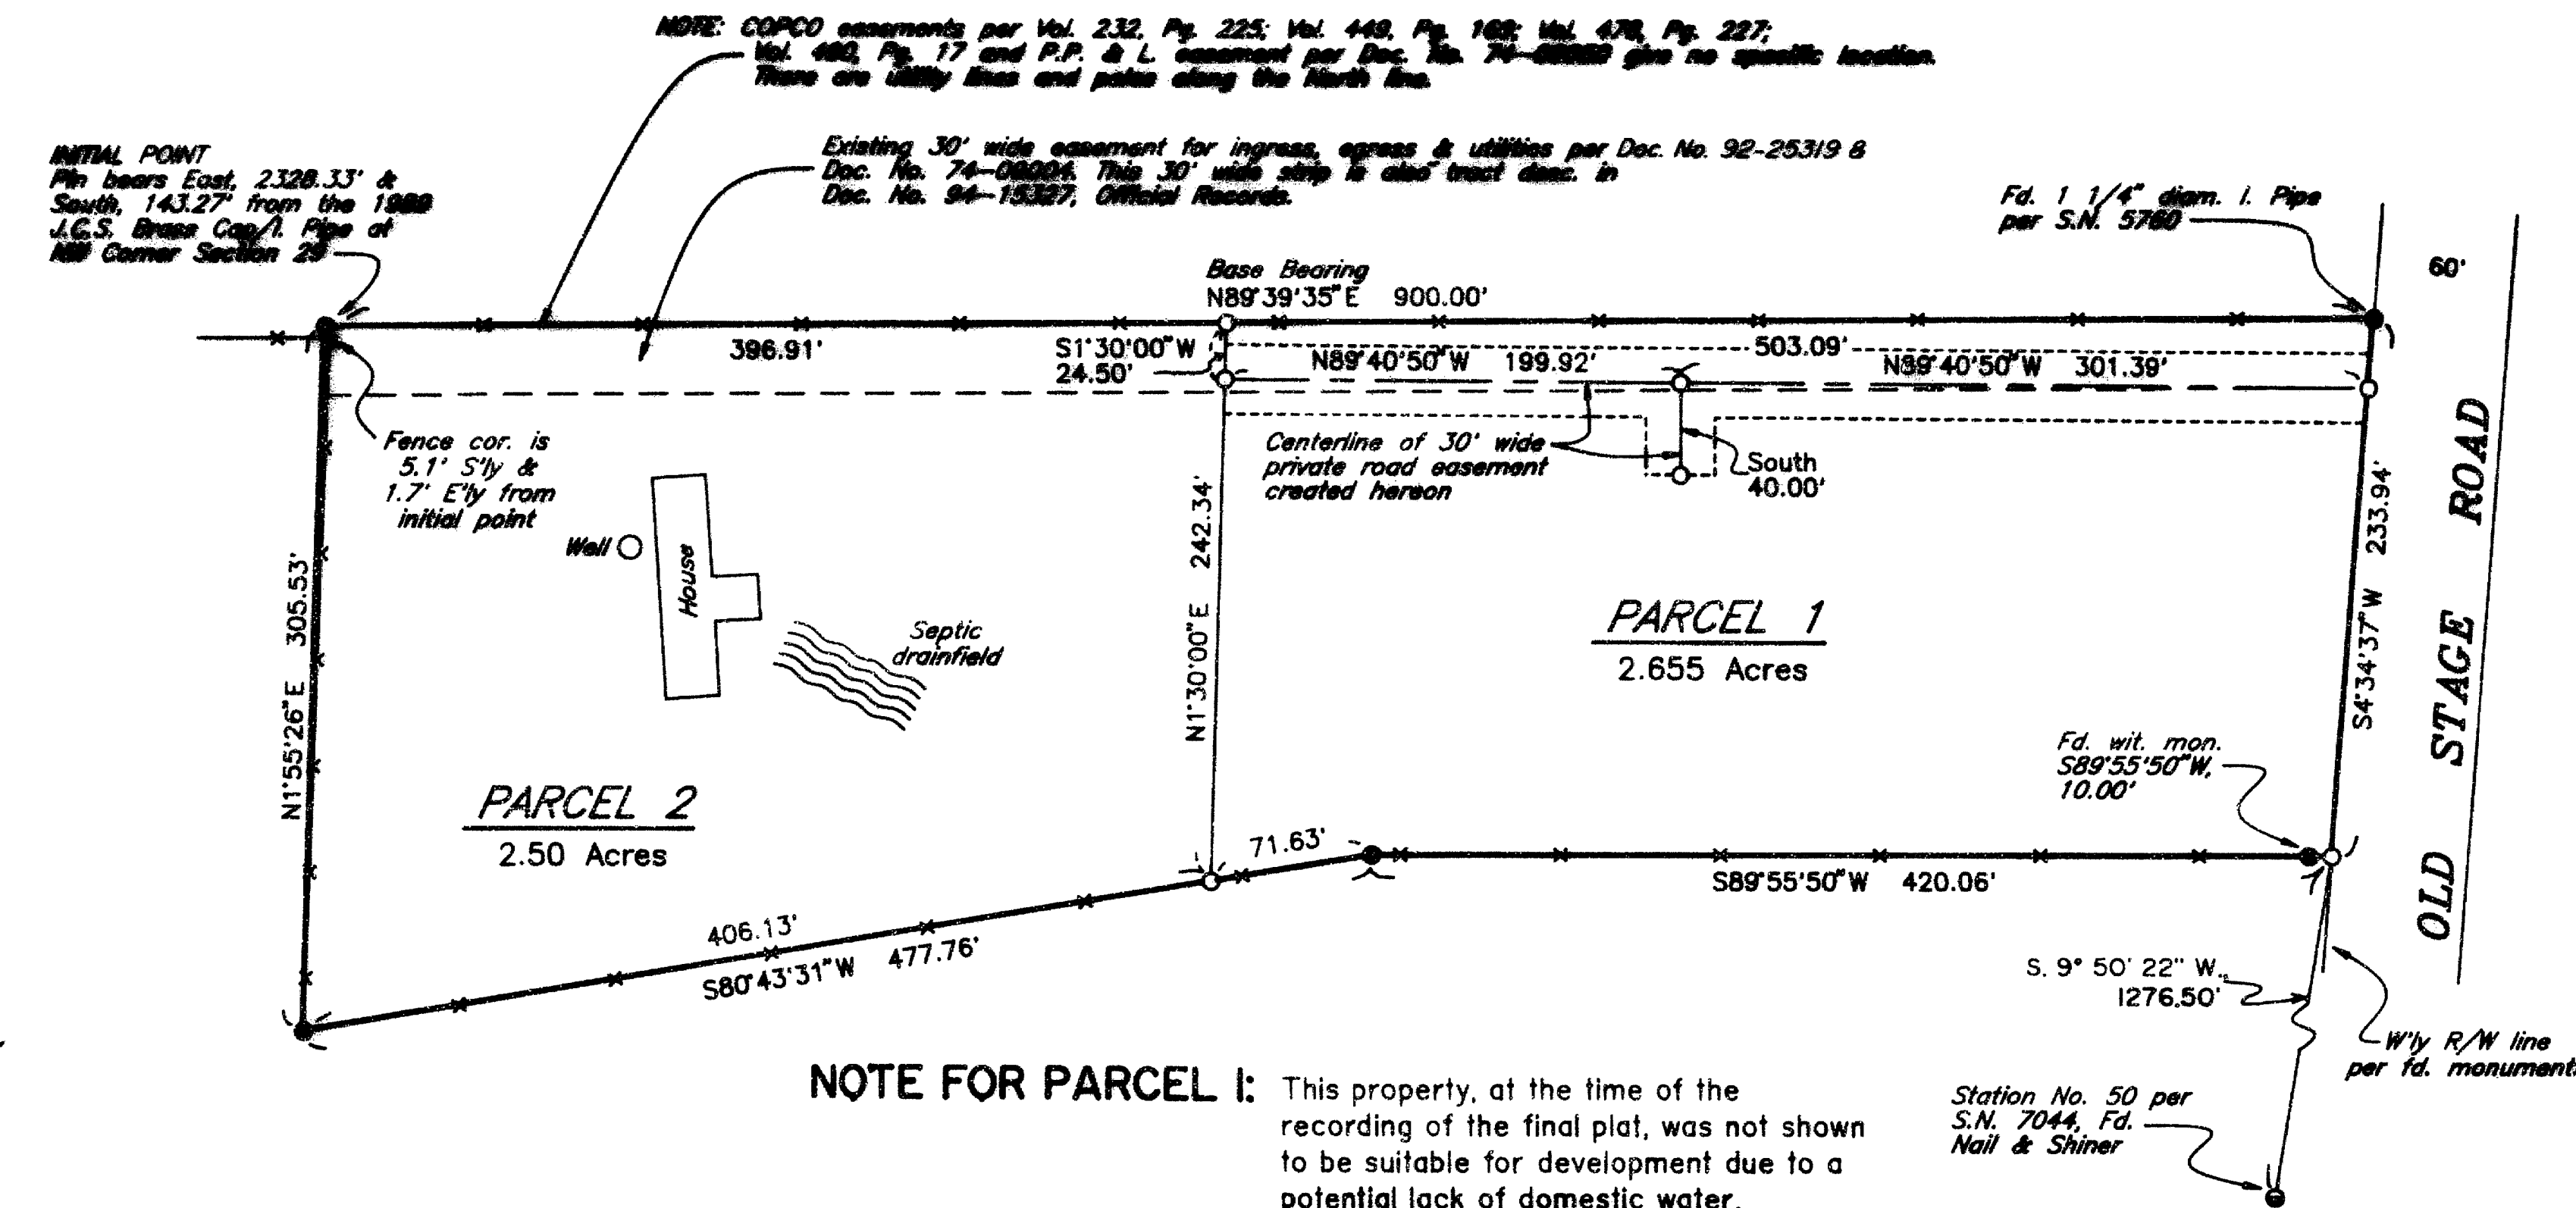 NOTE: COPCO easements per Vol. 232, Pg. 225; Vol. 449, Pg. Vol. 478, Pg. 227;
Vol. Pg. 17 and P.P. & L. easement per Doc. No. give no specific location.
There are utility lines and poles along the North line.
Existing 30' wide easement for ingress, egress & utilities per Doc. No. 92-25319 &
Doc. No. This 30' wide strip is also tract desc. in
Doc. No. 94-15327, Official Records.
INITIAL POINT
Pin bears East, 2328.33' &
South, 143.27' from the
J.C.S. Brass Cap/I. Pipe at
NW Corner Section 29
Fd. 1 1/4" diam. I. Pipe
per S.N. 5760
60'
Base Bearing
N89°39'35"E 900.00'
396.91'
S1°30'00"W
24.50'
503.09'
N89°40'50"W 199.92'
N89°40'50"W 301.39'
Fence cor. is
5.1' S'ly &
1.7' E'ly from
initial point
Centerline of 30' wide
private road easement
created hereon
South
40.00'
Well
House
Septic
drainfield
N1°55'26"E 305.53'
N1°30'00"E 242.34'
S4°34'37"W 233.94'
OLD STAGE ROAD
PARCEL 1
2.655 Acres
PARCEL 2
2.50 Acres
Fd. wit. mon.
S89°55'50"W,
10.00'
71.63'
S89°55'50"W 420.06'
406.13'
S80°43'31"W 477.76'
S. 9° 50' 22" W.
1276.50'
W'ly R/W line
per fd. monument
Station No. 50 per
S.N. 7044, Fd.
Nail & Shiner
NOTE FOR PARCEL 1: This property, at the time of the
recording of the final plat, was not shown
to be suitable for development due to a
potential lack of domestic water.